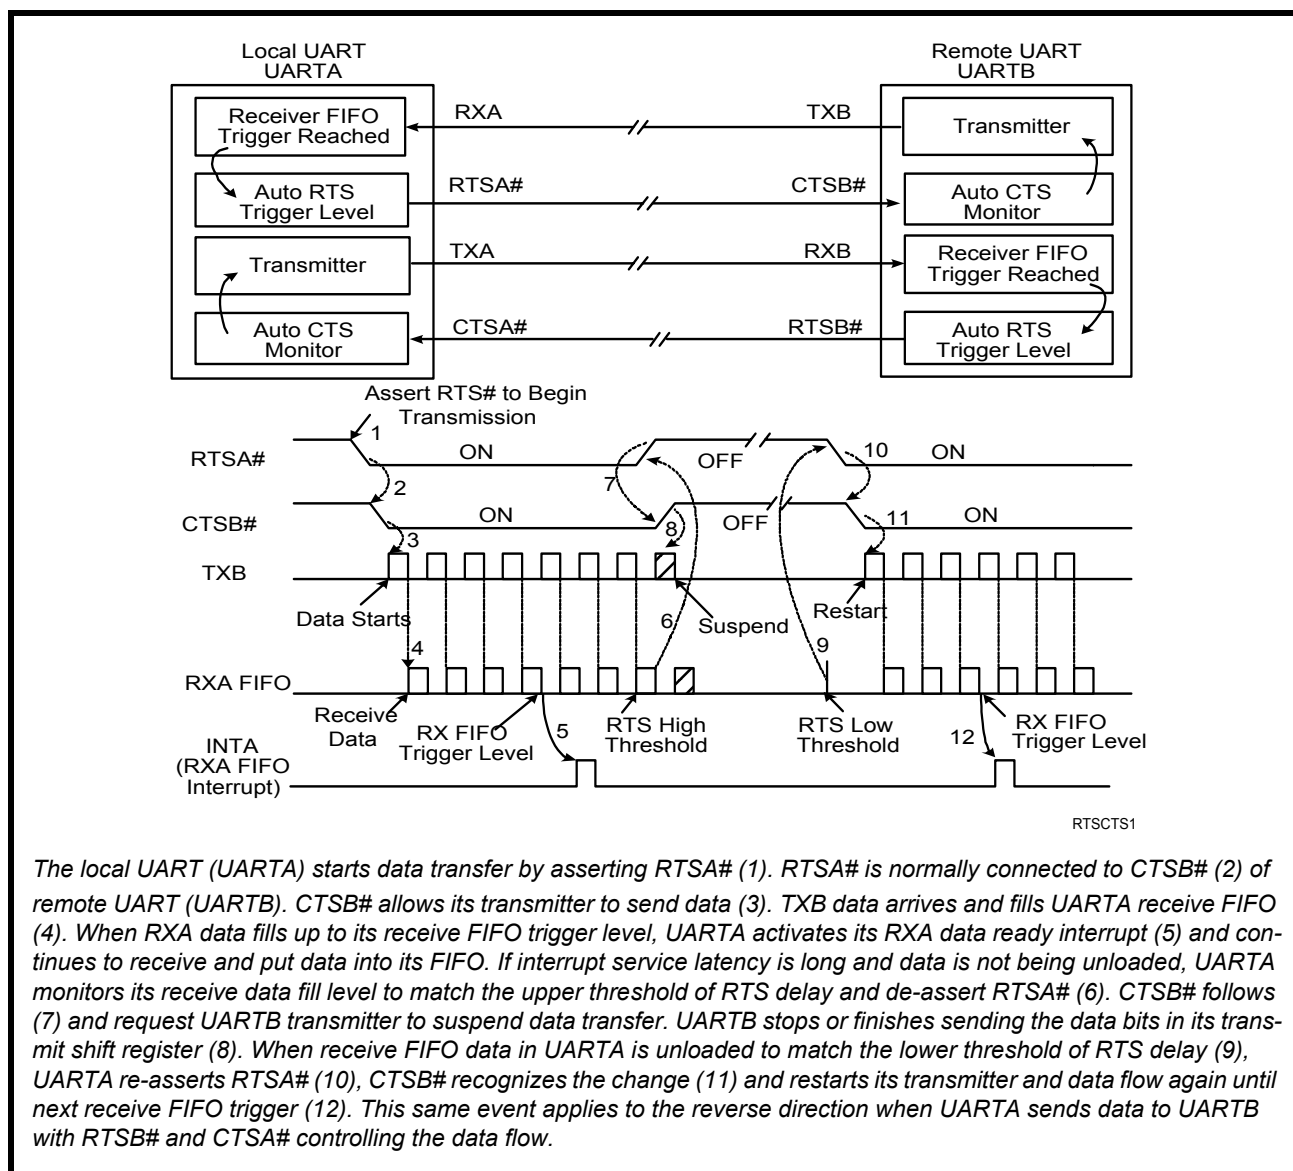 Local UART
UARTA
Remote UART
UARTB
Receiver FIFO
Trigger Reached
RXA
TXB
Transmitter
Auto RTS
Trigger Level
RTSA#
CTSB#
Auto CTS
Monitor
Transmitter
TXA
RXB
Receiver FIFO
Trigger Reached
Auto CTS
Monitor
CTSA#
RTSB#
Auto RTS
Trigger Level
Assert RTS# to Begin
Transmission
RTSA#
1
ON
OFF
10
ON
2
7
CTSB#
ON
OFF
11
ON
3
8
TXB
Data Starts
6
Suspend
Restart
4
9
RXA FIFO
Receive
Data
RX FIFO
Trigger Level
5
RTS High
Threshold
RTS Low
Threshold
12
RX FIFO
Trigger Level
INTA
(RXA FIFO
Interrupt)
RTSCTS1
The local UART (UARTA) starts data transfer by asserting RTSA# (1). RTSA# is normally connected to CTSB# (2) of
remote UART (UARTB). CTSB# allows its transmitter to send data (3). TXB data arrives and fills UARTA receive FIFO
(4). When RXA data fills up to its receive FIFO trigger level, UARTA activates its RXA data ready interrupt (5) and con-
tinues to receive and put data into its FIFO. If interrupt service latency is long and data is not being unloaded, UARTA
monitors its receive data fill level to match the upper threshold of RTS delay and de-assert RTSA# (6). CTSB# follows
(7) and request UARTB transmitter to suspend data transfer. UARTB stops or finishes sending the data bits in its trans-
mit shift register (8). When receive FIFO data in UARTA is unloaded to match the lower threshold of RTS delay (9),
UARTA re-asserts RTSA# (10), CTSB# recognizes the change (11) and restarts its transmitter and data flow again until
next receive FIFO trigger (12). This same event applies to the reverse direction when UARTA sends data to UARTB
with RTSB# and CTSA# controlling the data flow.